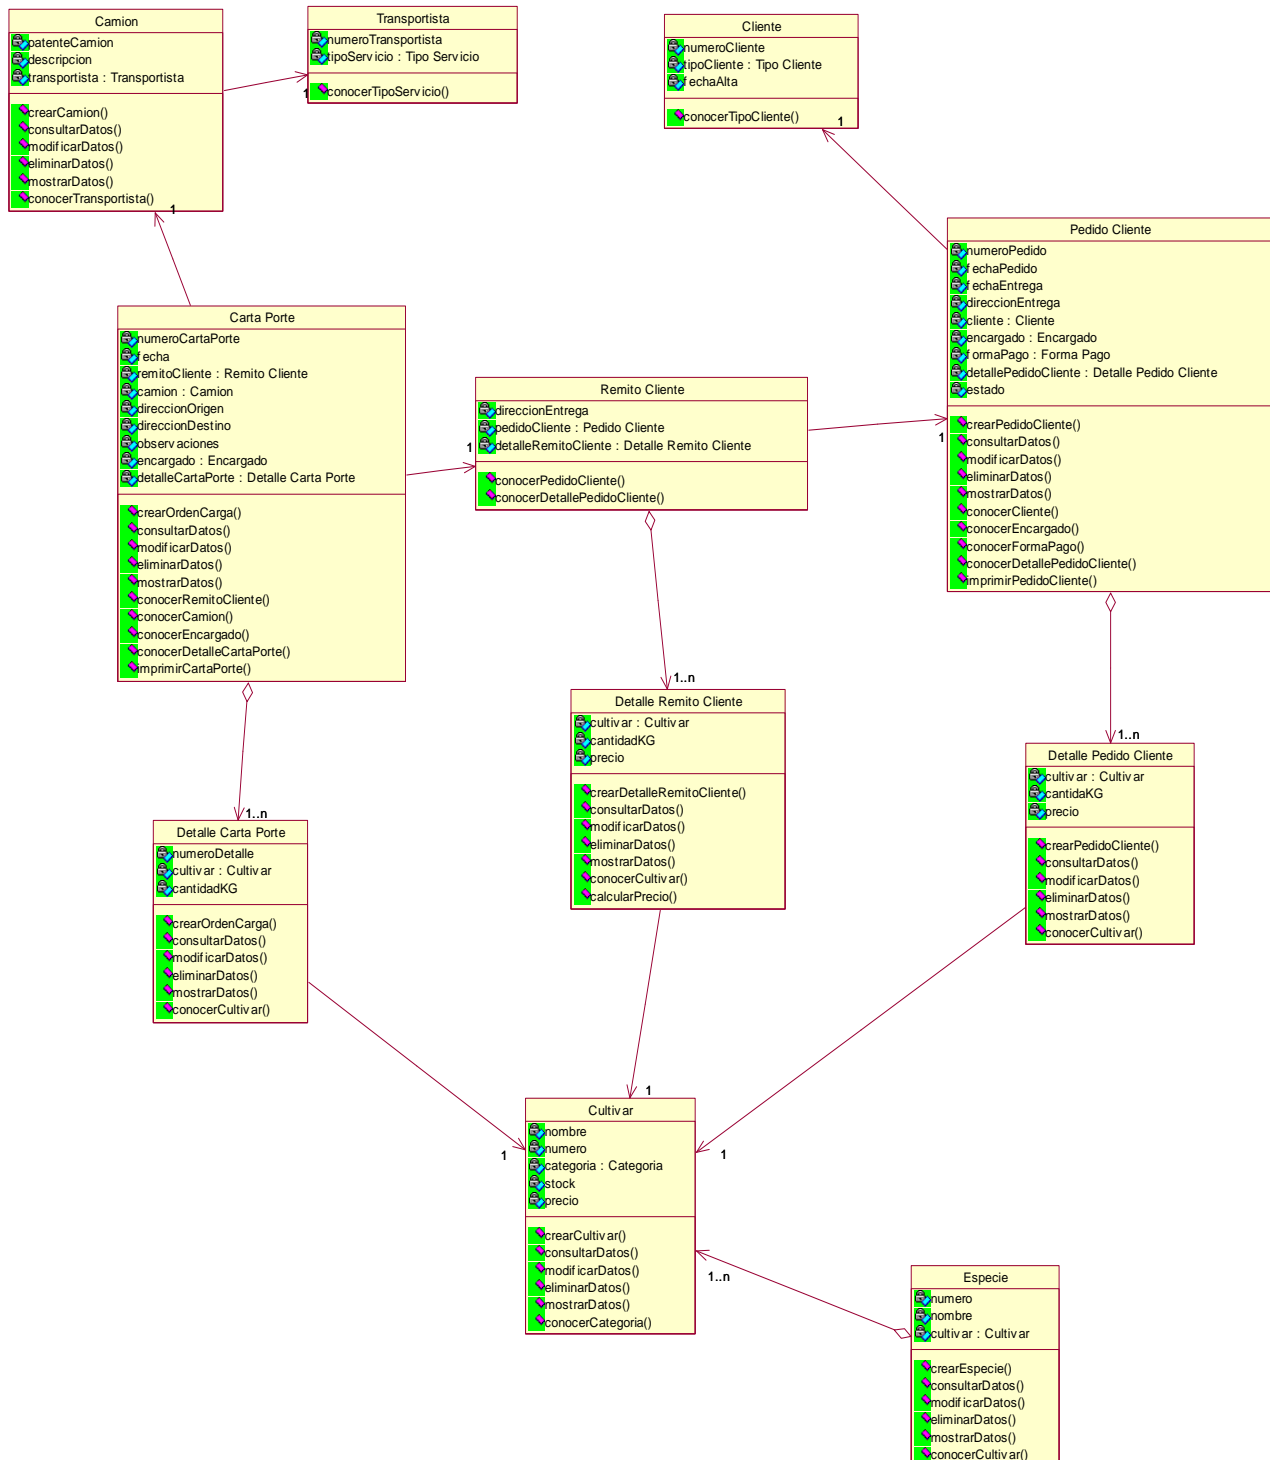 Camion
patenteCamion
descripcion
transportista : Transportista
crearCamion()
consultarDatos()
modificarDatos()
eliminarDatos()
mostrarDatos()
conocerTransportista()
1
Transportista
numeroTransportista
tipoServicio : Tipo Servicio
conocerTipoServicio()
1
Cliente
numeroCliente
tipoCliente : Tipo Cliente
fechaAlta
conocerTipoCliente()
1
Pedido Cliente
numeroPedido
fechaPedido
fechaEntrega
direccionEntrega
cliente : Cliente
encargado : Encargado
formaPago : Forma Pago
detallePedidoCliente : Detalle Pedido Cliente
estado
crearPedidoCliente()
consultarDatos()
modificarDatos()
eliminarDatos()
mostrarDatos()
conocerCliente()
conocerEncargado()
conocerFormaPago()
conocerDetallePedidoCliente()
imprimirPedidoCliente()
1
Carta Porte
numeroCartaPorte
fecha
remitoCliente : Remito Cliente
camion : Camion
direccionOrigen
direccionDestino
observaciones
encargado : Encargado
detalleCartaPorte : Detalle Carta Porte
crearOrdenCarga()
consultarDatos()
modificarDatos()
eliminarDatos()
mostrarDatos()
conocerRemitoCliente()
conocerCamion()
conocerEncargado()
conocerDetalleCartaPorte()
imprimirCartaPorte()
Remito Cliente
direccionEntrega
pedidoCliente : Pedido Cliente
detalleRemitoCliente : Detalle Remito Cliente
conocerPedidoCliente()
conocerDetallePedidoCliente()
1
1..n
Detalle Remito Cliente
cultivar : Cultivar
cantidadKG
precio
crearDetalleRemitoCliente()
consultarDatos()
modificarDatos()
eliminarDatos()
mostrarDatos()
conocerCultivar()
calcularPrecio()
1..n
Detalle Pedido Cliente
cultivar : Cultivar
cantidaKG
precio
crearPedidoCliente()
consultarDatos()
modificarDatos()
eliminarDatos()
mostrarDatos()
conocerCultivar()
1..n
Detalle Carta Porte
numeroDetalle
cultivar : Cultivar
cantidadKG
crearOrdenCarga()
consultarDatos()
modificarDatos()
eliminarDatos()
mostrarDatos()
conocerCultivar()
1
1
1
Cultivar
nombre
numero
categoria : Categoria
stock
precio
crearCultivar()
consultarDatos()
modificarDatos()
eliminarDatos()
mostrarDatos()
conocerCategoria()
1..n
Especie
numero
nombre
cultivar : Cultivar
crearEspecie()
consultarDatos()
modificarDatos()
eliminarDatos()
mostrarDatos()
conocerCultivar()